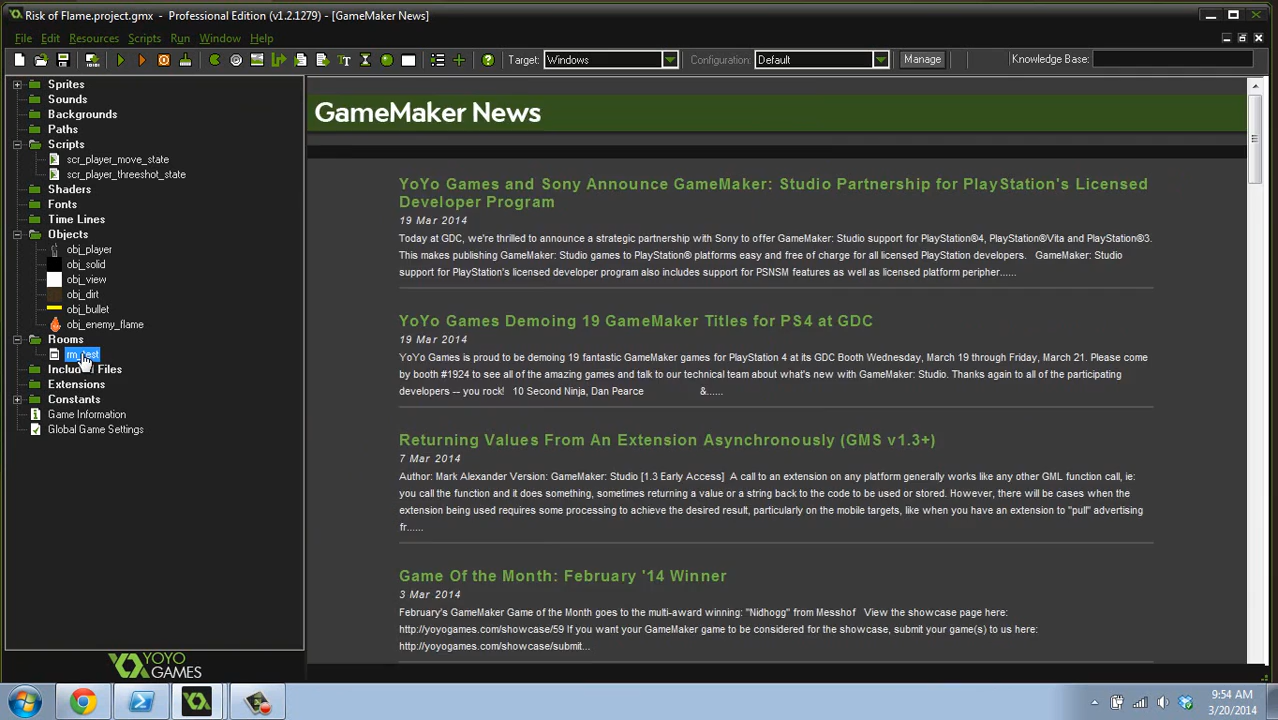 Risk of Flame.project.gmx - Professional Edition (v1.2.1279) - [GameMaker News]
File Edit Resources Scripts Run Window Help
Target: Windows Configuration: Default Manage Knowledge Base:
Sprites
Sounds
Backgrounds
Paths
Scripts
scr_player_move_state
scr_player_threeshot_state
Shaders
Fonts
Time Lines
Objects
obj_player
obj_solid
obj_view
obj_dirt
obj_bullet
obj_enemy_flame
Rooms
Files
Extensions
Constants
Game Information
Global Game Settings
YOYO
GAMES
GameMaker News
YoYo Games and Sony Announce GameMaker: Studio Partnership for PlayStation's Licensed
Developer Program
19 Mar 2014
Today at GDC, we're thrilled to announce a strategic partnership with Sony to offer GameMaker: Studio support for PlayStation®4, PlayStation®Vita and PlayStation®3.
This makes publishing GameMaker: Studio games to PlayStation® platforms easy and free of charge for all licensed PlayStation developers. GameMaker: Studio
support for PlayStation's licensed developer program also includes support for PSNSM features as well as licensed platform peripher......
YoYo Games Demoing 19 GameMaker Titles for PS4 at GDC
19 Mar 2014
YoYo Games is proud to be demoing 19 fantastic GameMaker games for PlayStation 4 at its GDC Booth Wednesday, March 19 through Friday, March 21. Please come
by booth #1924 to see all of the amazing games and talk to our technical team about what's new with GameMaker: Studio. Thanks again to all of the participating
developers -- you rock! 10 Second Ninja, Dan Pearce &......
Returning Values From An Extension Asynchronously (GMS v1.3+)
7 Mar 2014
Author: Mark Alexander Version: GameMaker: Studio [1.3 Early Access] A call to an extension on any platform generally works like any other GML function call, ie:
you call the function and it does something, sometimes returning a value or a string back to the code to be used or stored. However, there will be cases when the
extension being used requires some processing to achieve the desired result, particularly on the mobile targets, like when you have an extension to "pull" advertising
fr......
Game Of the Month: February '14 Winner
3 Mar 2014
February's GameMaker Game of the Month goes to the multi-award winning: "Nidhogg" from Messhof View the showcase page here:
http://yoyogames.com/showcase/59 If you want your GameMaker game to be considered for the showcase, submit your game(s) to us here:
http://yoyogames.com/showcase/submit...
9:54 AM
3/20/2014